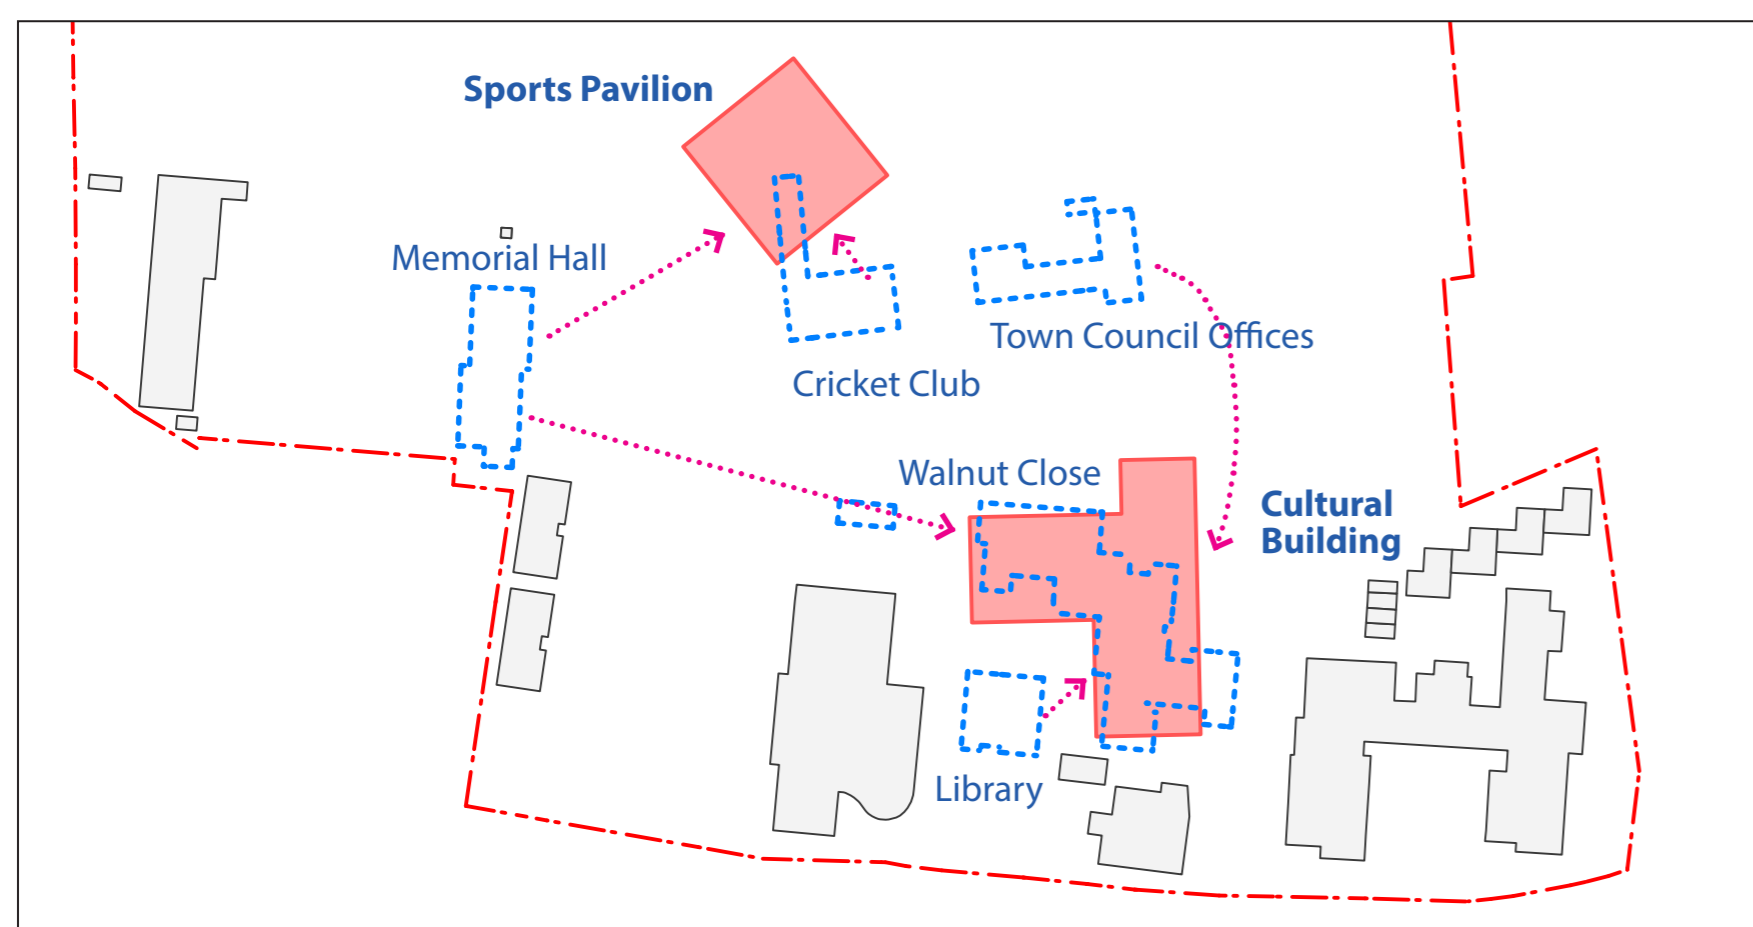 Sports Pavilion
Memorial Hall
Town Council Offices
Cricket Club
Walnut Close
Cultural
Building
Library